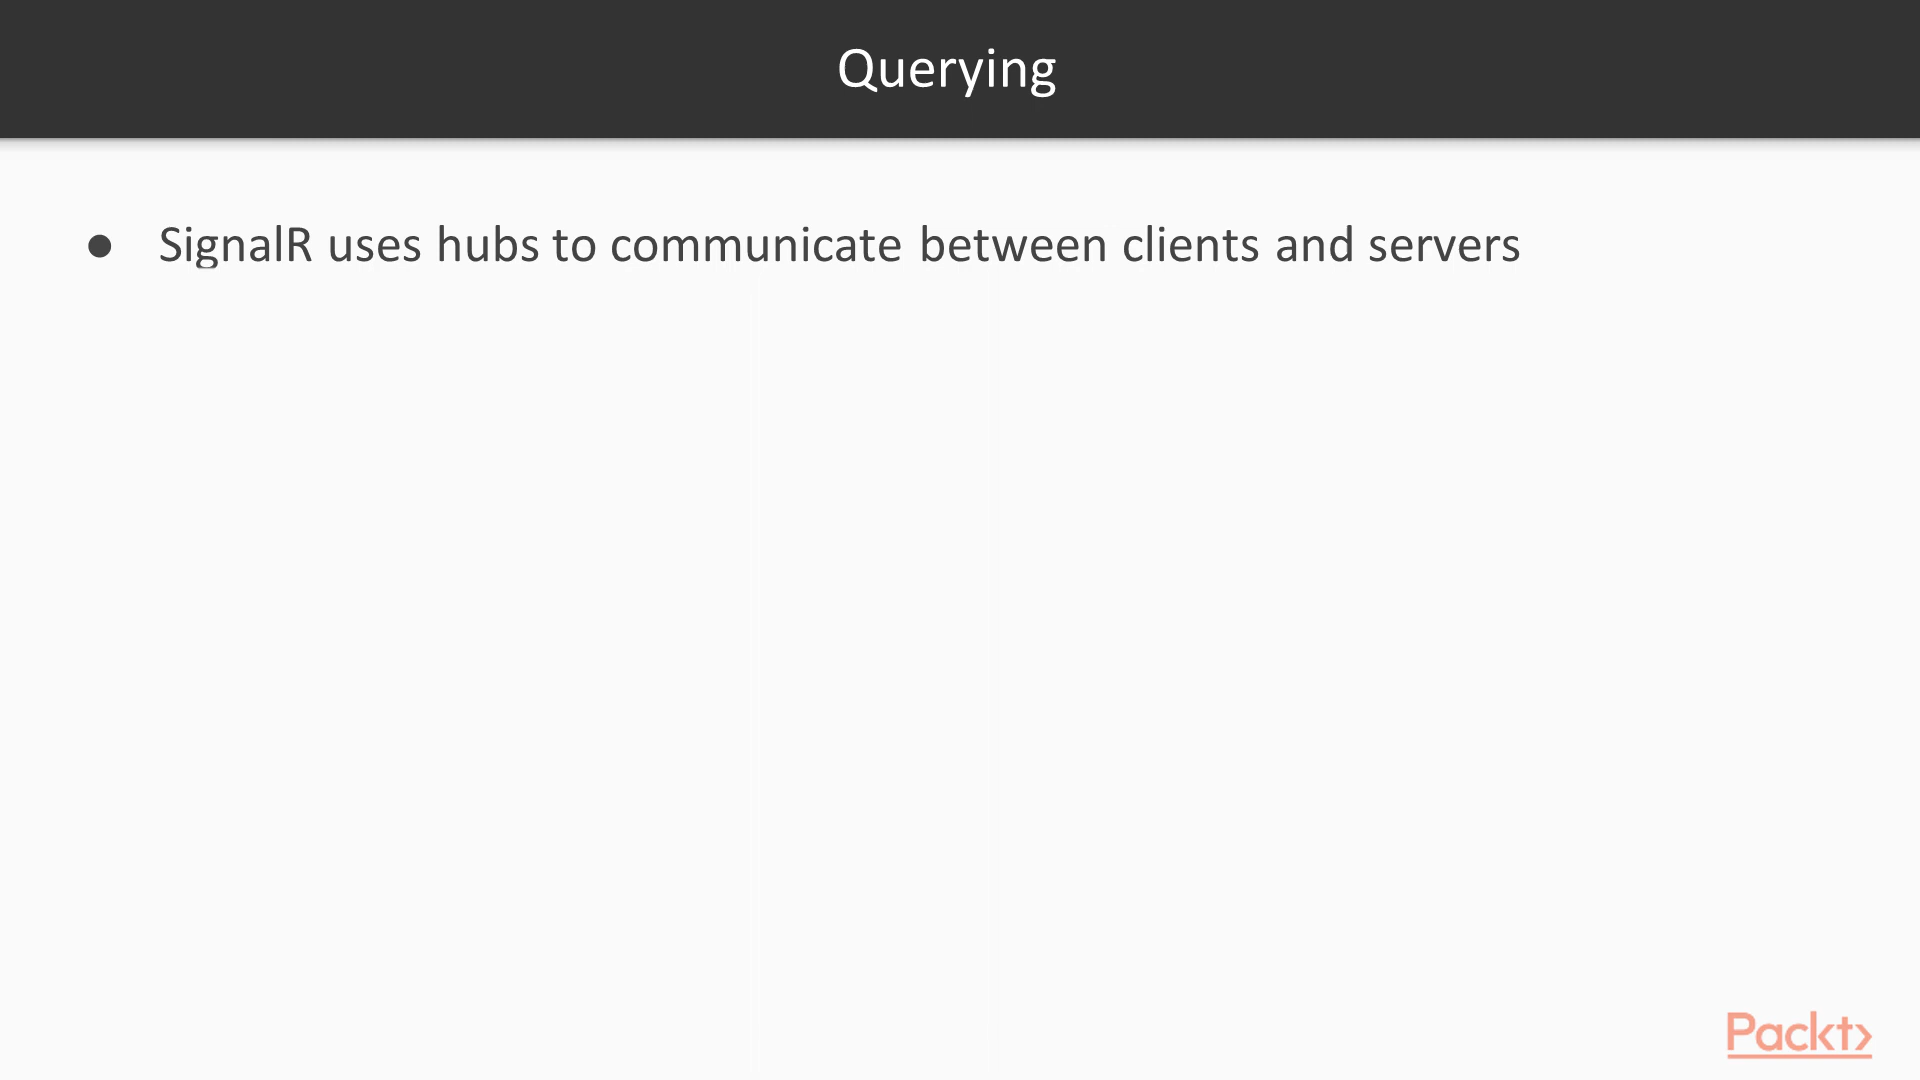 Querying
● SignalR uses hubs to communicate between clients and servers
Packt>